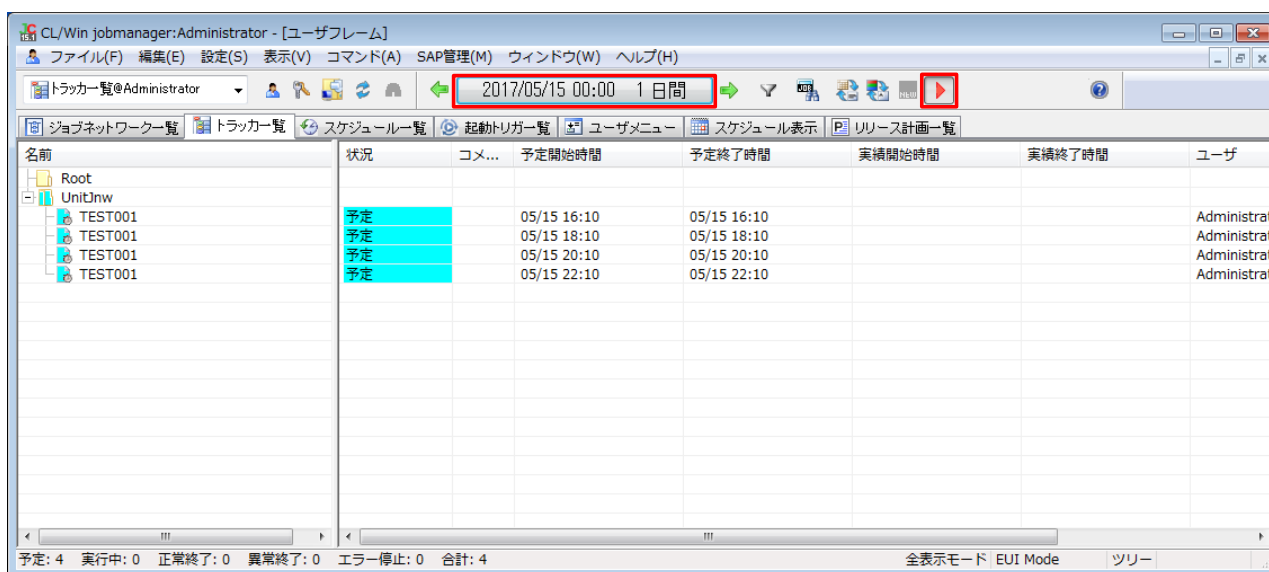 CL/Win jobmanager:Administrator - [ユーザフレーム]
ファイル(F) 編集(E) 設定(S) 表示(V) コマンド(A) SAP管理(M) ウィンドウ(W) ヘルプ(H)
トラッカ一覧@Administrator 2017/05/15 00:00 1 日間
ジョブネットワーク一覧 トラッカ一覧 スケジュール一覧 起動トリガ一覧 ユーザメニュー スケジュール表示 リリース計画一覧
名前 状況 コメ... 予定開始時間 予定終了時間 実績開始時間 実績終了時間 ユーザ
Root
UnitJnw
TEST001 予定 05/15 16:10 05/15 16:10 Administrat
TEST001 予定 05/15 18:10 05/15 18:10 Administrat
TEST001 予定 05/15 20:10 05/15 20:10 Administrat
TEST001 予定 05/15 22:10 05/15 22:10 Administrat
予定: 4 実行中: 0 正常終了: 0 異常終了: 0 エラー停止: 0 合計: 4 全表示モード EUI Mode ツリー